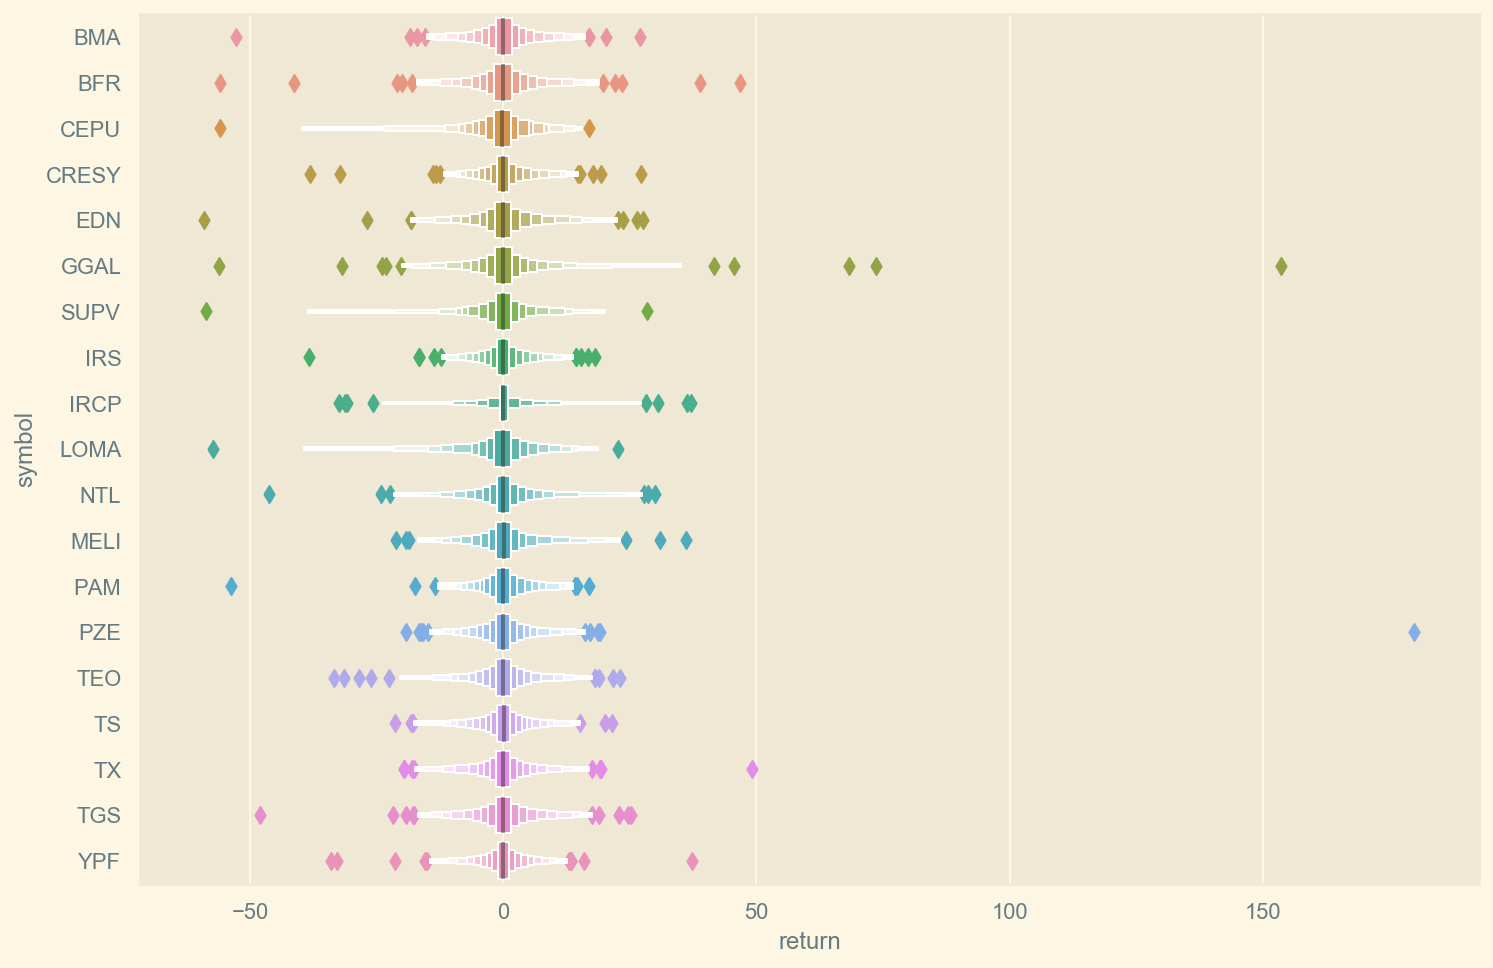 BMA
BFR
CEPU
CRESY
EDN
GGAL
SUPV
IRS
IRCP
LOMA
NTL
MELI
PAM
PZE
TEO
TS
TX
TGS
YPF
symbol
−50 0 50 100 150
return